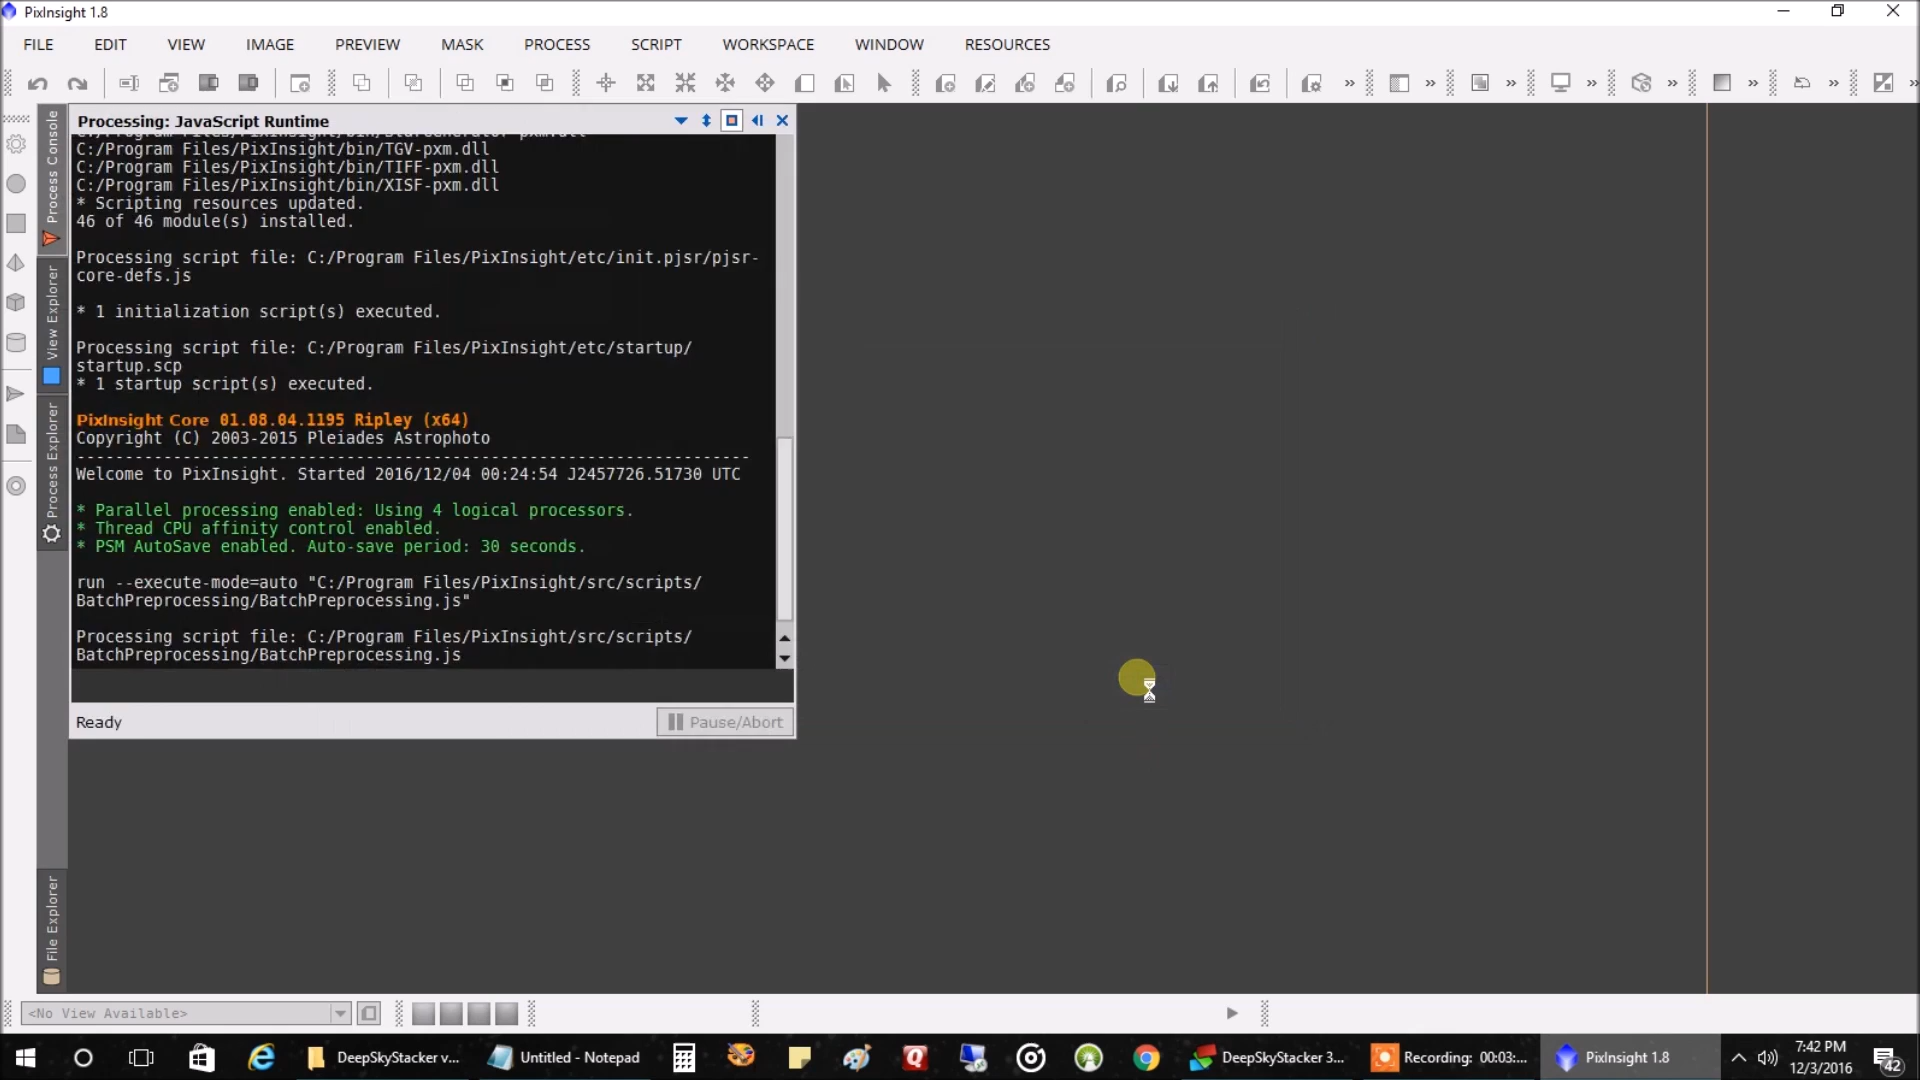 PixInsight 1.8
FILE EDIT VIEW IMAGE PREVIEW MASK PROCESS SCRIPT WORKSPACE WINDOW RESOURCES
Processing: JavaScript Runtime
C:/Program Files/PixInsight/bin/StarGenerator-pxm.dll
C:/Program Files/PixInsight/bin/TGV-pxm.dll
C:/Program Files/PixInsight/bin/TIFF-pxm.dll
C:/Program Files/PixInsight/bin/XISF-pxm.dll
* Scripting resources updated.
46 of 46 module(s) installed.
Processing script file: C:/Program Files/PixInsight/etc/init.pjsr/pjsr-
core-defs.js
* 1 initialization script(s) executed.
Processing script file: C:/Program Files/PixInsight/etc/startup/
startup.scp
* 1 startup script(s) executed.
PixInsight Core 01.08.04.1195 Ripley (x64)
Copyright (C) 2003-2015 Pleiades Astrophoto
----------------------------------------------------------------------
Welcome to PixInsight. Started 2016/12/04 00:24:54 J2457726.51730 UTC
* Parallel processing enabled: Using 4 logical processors.
* Thread CPU affinity control enabled.
* PSM AutoSave enabled. Auto-save period: 30 seconds.
run --execute-mode=auto "C:/Program Files/PixInsight/src/scripts/
BatchPreprocessing/BatchPreprocessing.js"
Processing script file: C:/Program Files/PixInsight/src/scripts/
BatchPreprocessing/BatchPreprocessing.js
Ready
Pause/Abort
Process Console
View Explorer
Process Explorer
File Explorer
<No View Available>
DeepSkyStacker v...
Untitled - Notepad
DeepSkyStacker 3...
Recording: 00:03:...
PixInsight 1.8
7:42 PM
12/3/2016
42